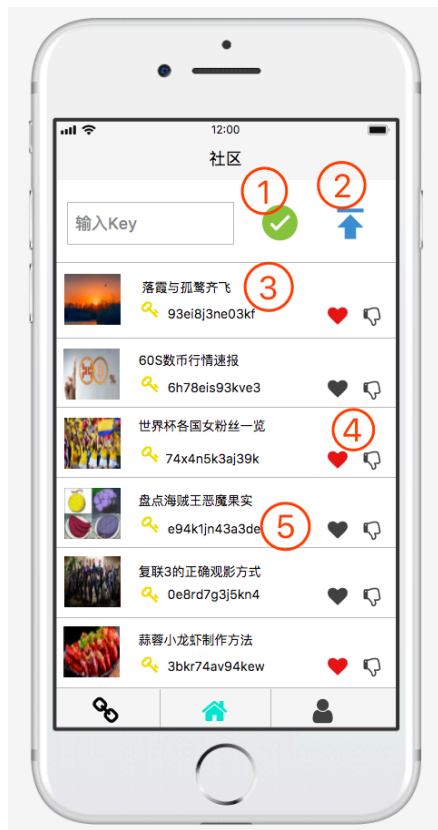 12:00
社区
① ②
输入Key
落霞与孤鹜齐飞 ③
93ei8j3ne03kf
60S数币行情速报
6h78eis93kve3
世界杯各国女粉丝一览 ④
74x4n5k3aj39k
盘点海贼王恶魔果实
e94k1jn43a3de ⑤
复联3的正确观影方式
0e8rd7g3j5kn4
蒜蓉小龙虾制作方法
3bkr74av94kew